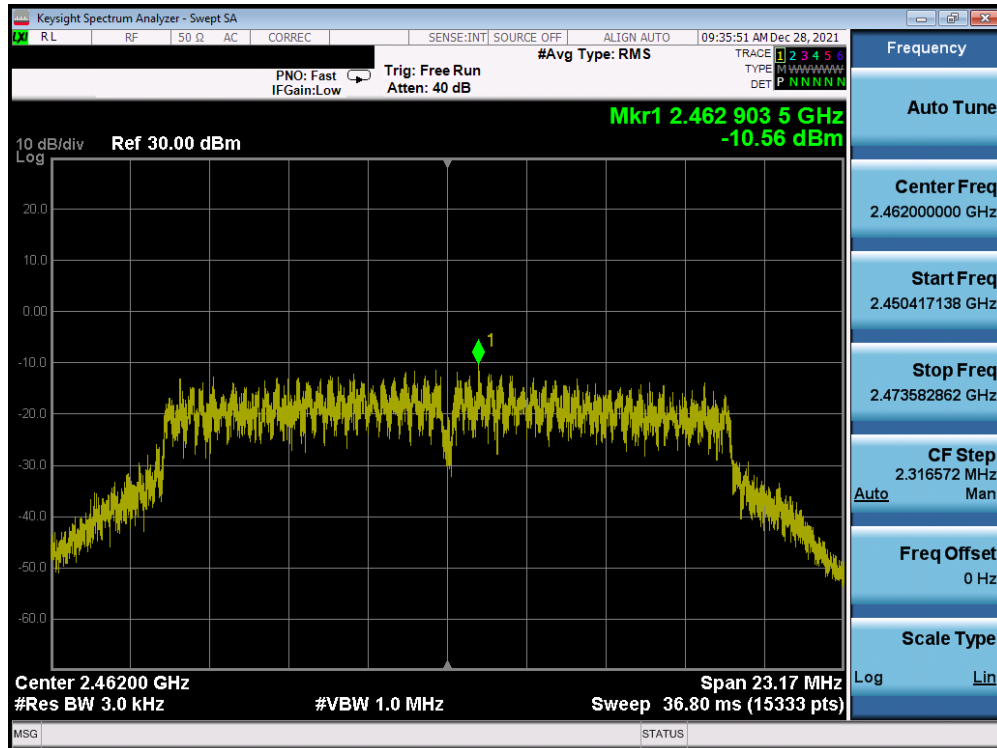 Keysight Spectrum Analyzer - Swept SA
LXI RL RF 50 Ω AC CORREC SENSE:INT SOURCE OFF ALIGN AUTO 09:35:51 AM Dec 28, 2021
#Avg Type: RMS
TRACE 1 2 3 4 5 6
TYPE M W W W W W
DET P N N N N N
PNO: Fast
IFGain:Low
Trig: Free Run
Atten: 40 dB
Mkr1 2.462 903 5 GHz
-10.56 dBm
10 dB/div Ref 30.00 dBm
Log
20.0
10.0
0.00
1
-10.0
-20.0
-30.0
-40.0
-50.0
-60.0
Center 2.46200 GHz Span 23.17 MHz
#Res BW 3.0 kHz #VBW 1.0 MHz Sweep 36.80 ms (15333 pts)
MSG STATUS
Frequency
Auto Tune
Center Freq
2.462000000 GHz
Start Freq
2.450417138 GHz
Stop Freq
2.473582862 GHz
CF Step
2.316572 MHz
Auto Man
Freq Offset
0 Hz
Scale Type
Log Lin